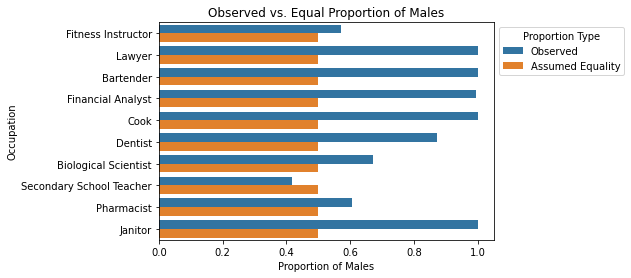 Observed vs. Equal Proportion of Males
Fitness Instructor
Lawyer
Bartender
Financial Analyst
Cook
Dentist
Biological Scientist
Secondary School Teacher
Pharmacist
Janitor
Occupation
0.0 0.2 0.4 0.6 0.8 1.0
Proportion of Males
Proportion Type
Observed
Assumed Equality